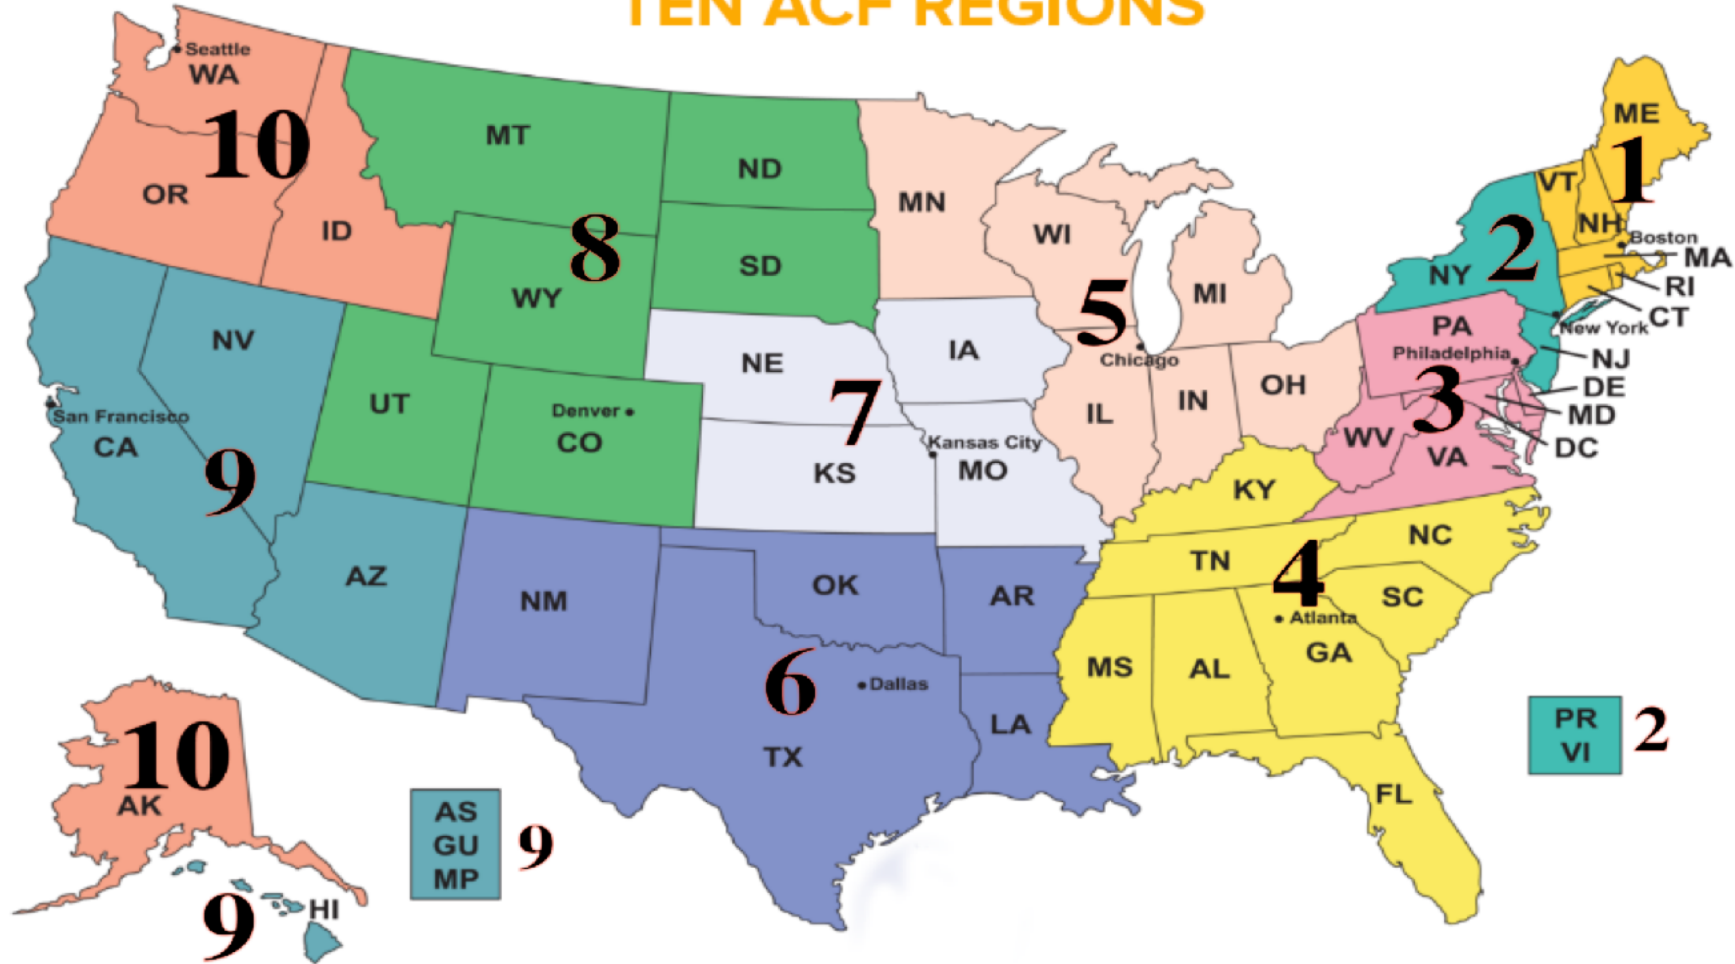 TEN ACF REGIONS
Seattle
WA
10
OR
ID
MT
ND
8
WY
SD
MN
WI
5
MI
Chicago
IL
IN
OH
ME
1
VT
NH
Boston
MA
RI
CT
2
NY
New York
NJ
PA
Philadelphia
3
DE
MD
DC
WV
VA
NV
San Francisco
CA
9
UT
Denver
CO
NE
IA
7
Kansas City
KS
MO
AZ
NM
OK
AR
6
Dallas
TX
LA
KY
TN
4
NC
SC
Atlanta
MS
AL
GA
FL
10
AK
9
HI
AS
GU
MP
9
PR
VI
2